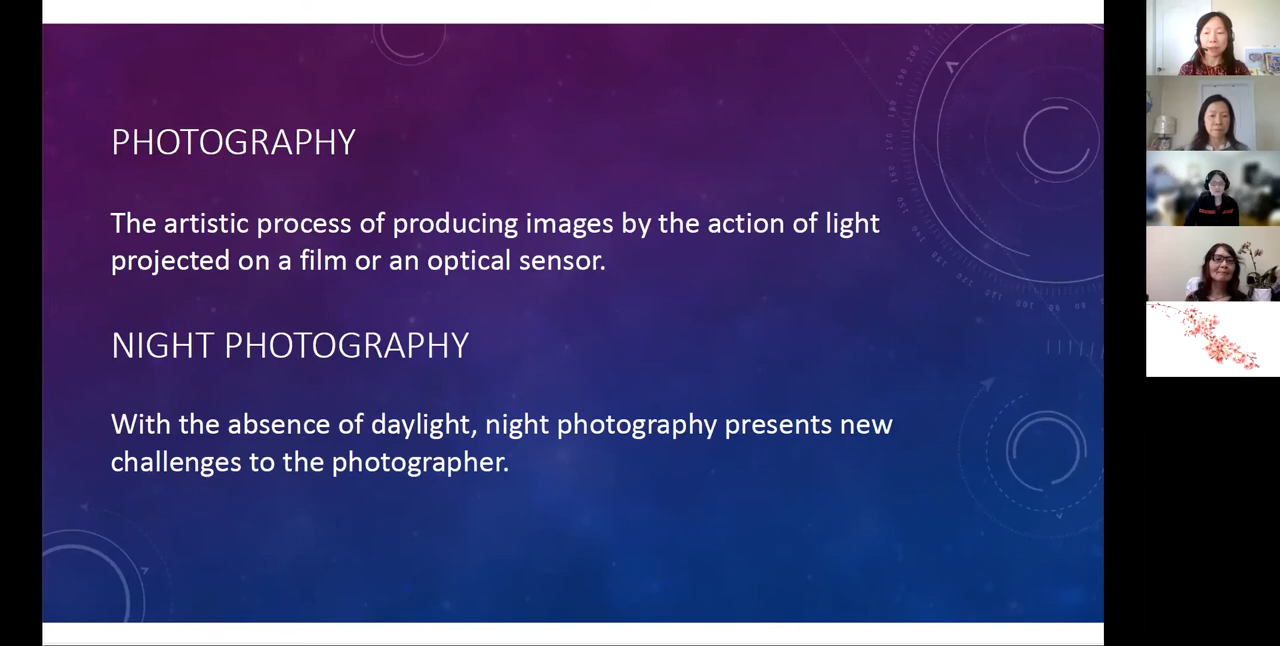 PHOTOGRAPHY
The artistic process of producing images by the action of light
projected on a film or an optical sensor.
NIGHT PHOTOGRAPHY
With the absence of daylight, night photography presents new
challenges to the photographer.